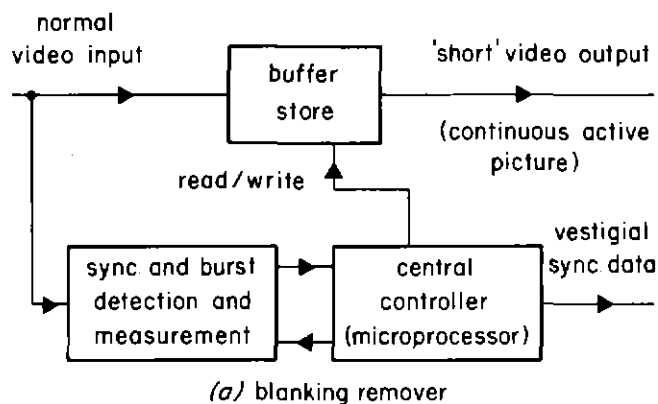 normal
video input
buffer
store
'short' video output
(continuous active
picture)
read/write
sync and burst
detection and
measurement
central
controller
(microprocessor)
vestigial
sync data
(a) blanking remover